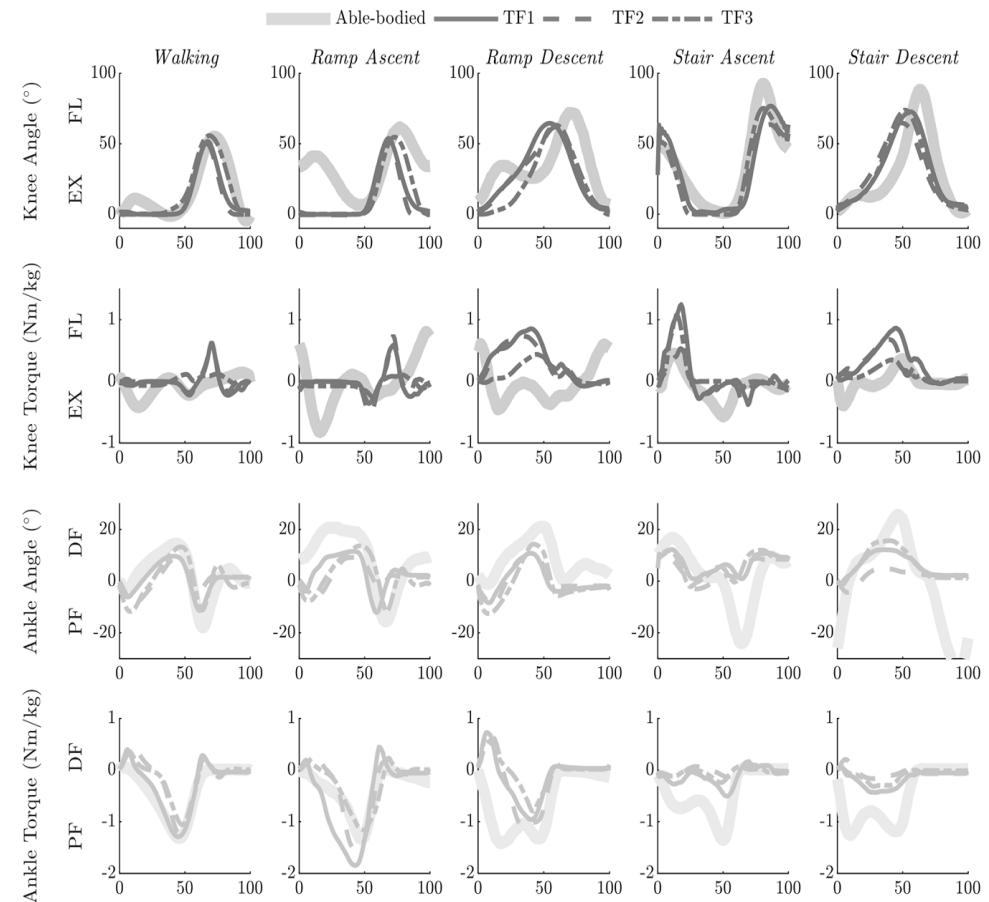 Able-bodied TF1 TF2 TF3
Walking Ramp Ascent Ramp Descent Stair Ascent Stair Descent
Knee Angle (°)
EX FL
100 100 100 100 100
50 50 50 50 50
0 0 0 0 0
0 50 100 0 50 100 0 50 100 0 50 100 0 50 100
Knee Torque (Nm/kg)
EX FL
1 1 1 1 1
0 0 0 0 0
-1 -1 -1 -1 -1
0 50 100 0 50 100 0 50 100 0 50 100 0 50 100
Ankle Angle (°)
PF DF
20 20 20 20 20
0 0 0 0 0
-20 -20 -20 -20 -20
0 50 100 0 50 100 0 50 100 0 50 100 0 50 100
Ankle Torque (Nm/kg)
PF DF
1 1 1 1 1
0 0 0 0 0
-1 -1 -1 -1 -1
-2 -2 -2 -2 -2
0 50 100 0 50 100 0 50 100 0 50 100 0 50 100